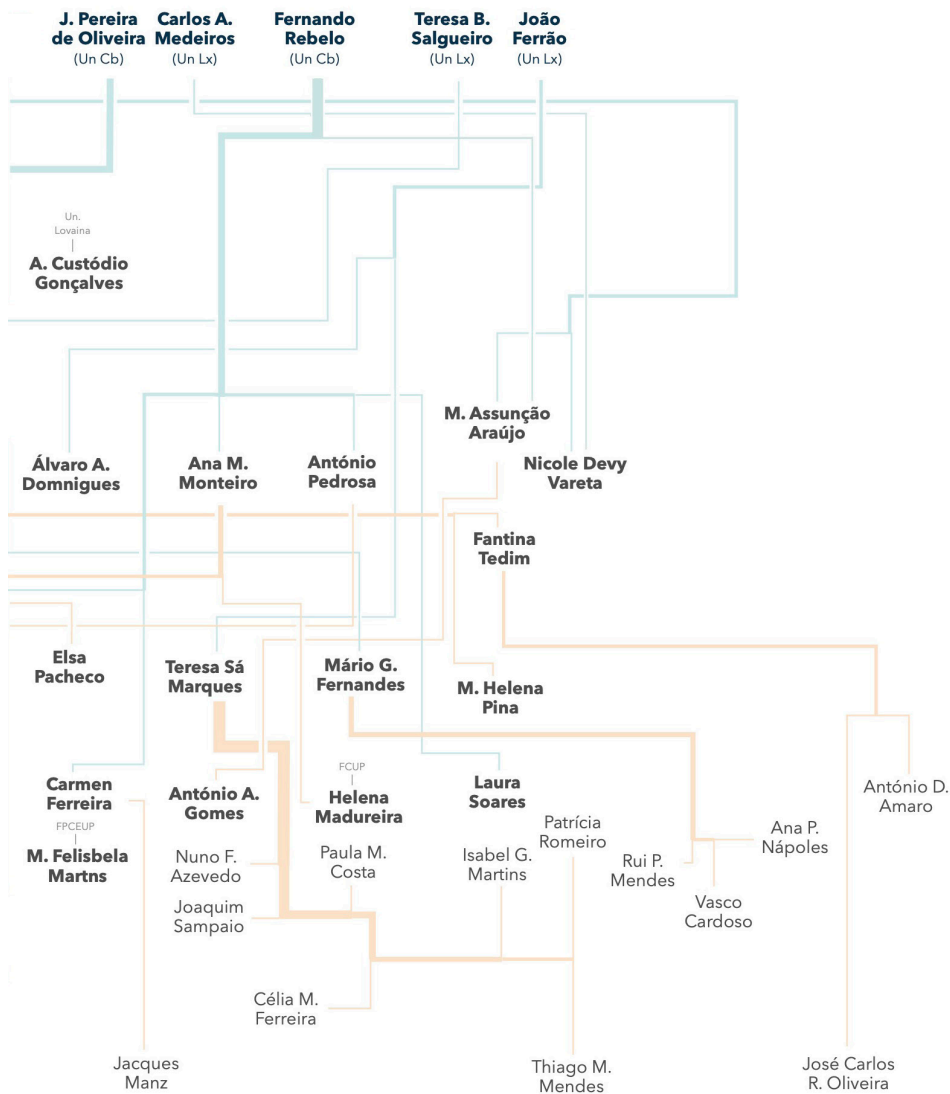 J. Pereira
de Oliveira
(Un Cb)
Carlos A.
Medeiros
(Un Lx)
Fernando
Rebelo
(Un Cb)
Teresa B.
Salgueiro
(Un Lx)
João
Ferrão
(Un Lx)
Un.
Lovaina
A. Custódio
Gonçalves
M. Assunção
Araújo
Álvaro A.
Domnigues
Ana M.
Monteiro
António
Pedrosa
Nicole Devy
Vareta
Fantina
Tedim
Elsa
Pacheco
Teresa Sá
Marques
Mário G.
Fernandes
M. Helena
Pina
Carmen
Ferreira
António A.
Gomes
FCUP
Helena
Madureira
Laura
Soares
António D.
Amaro
FPCEUP
M. Felisbela
Martns
Nuno F.
Azevedo
Paula M.
Costa
Isabel G.
Martins
Patrícia
Romeiro
Rui P.
Mendes
Ana P.
Nápoles
Vasco
Cardoso
Joaquim
Sampaio
Célia M.
Ferreira
Jacques
Manz
Thiago M.
Mendes
José Carlos
R. Oliveira